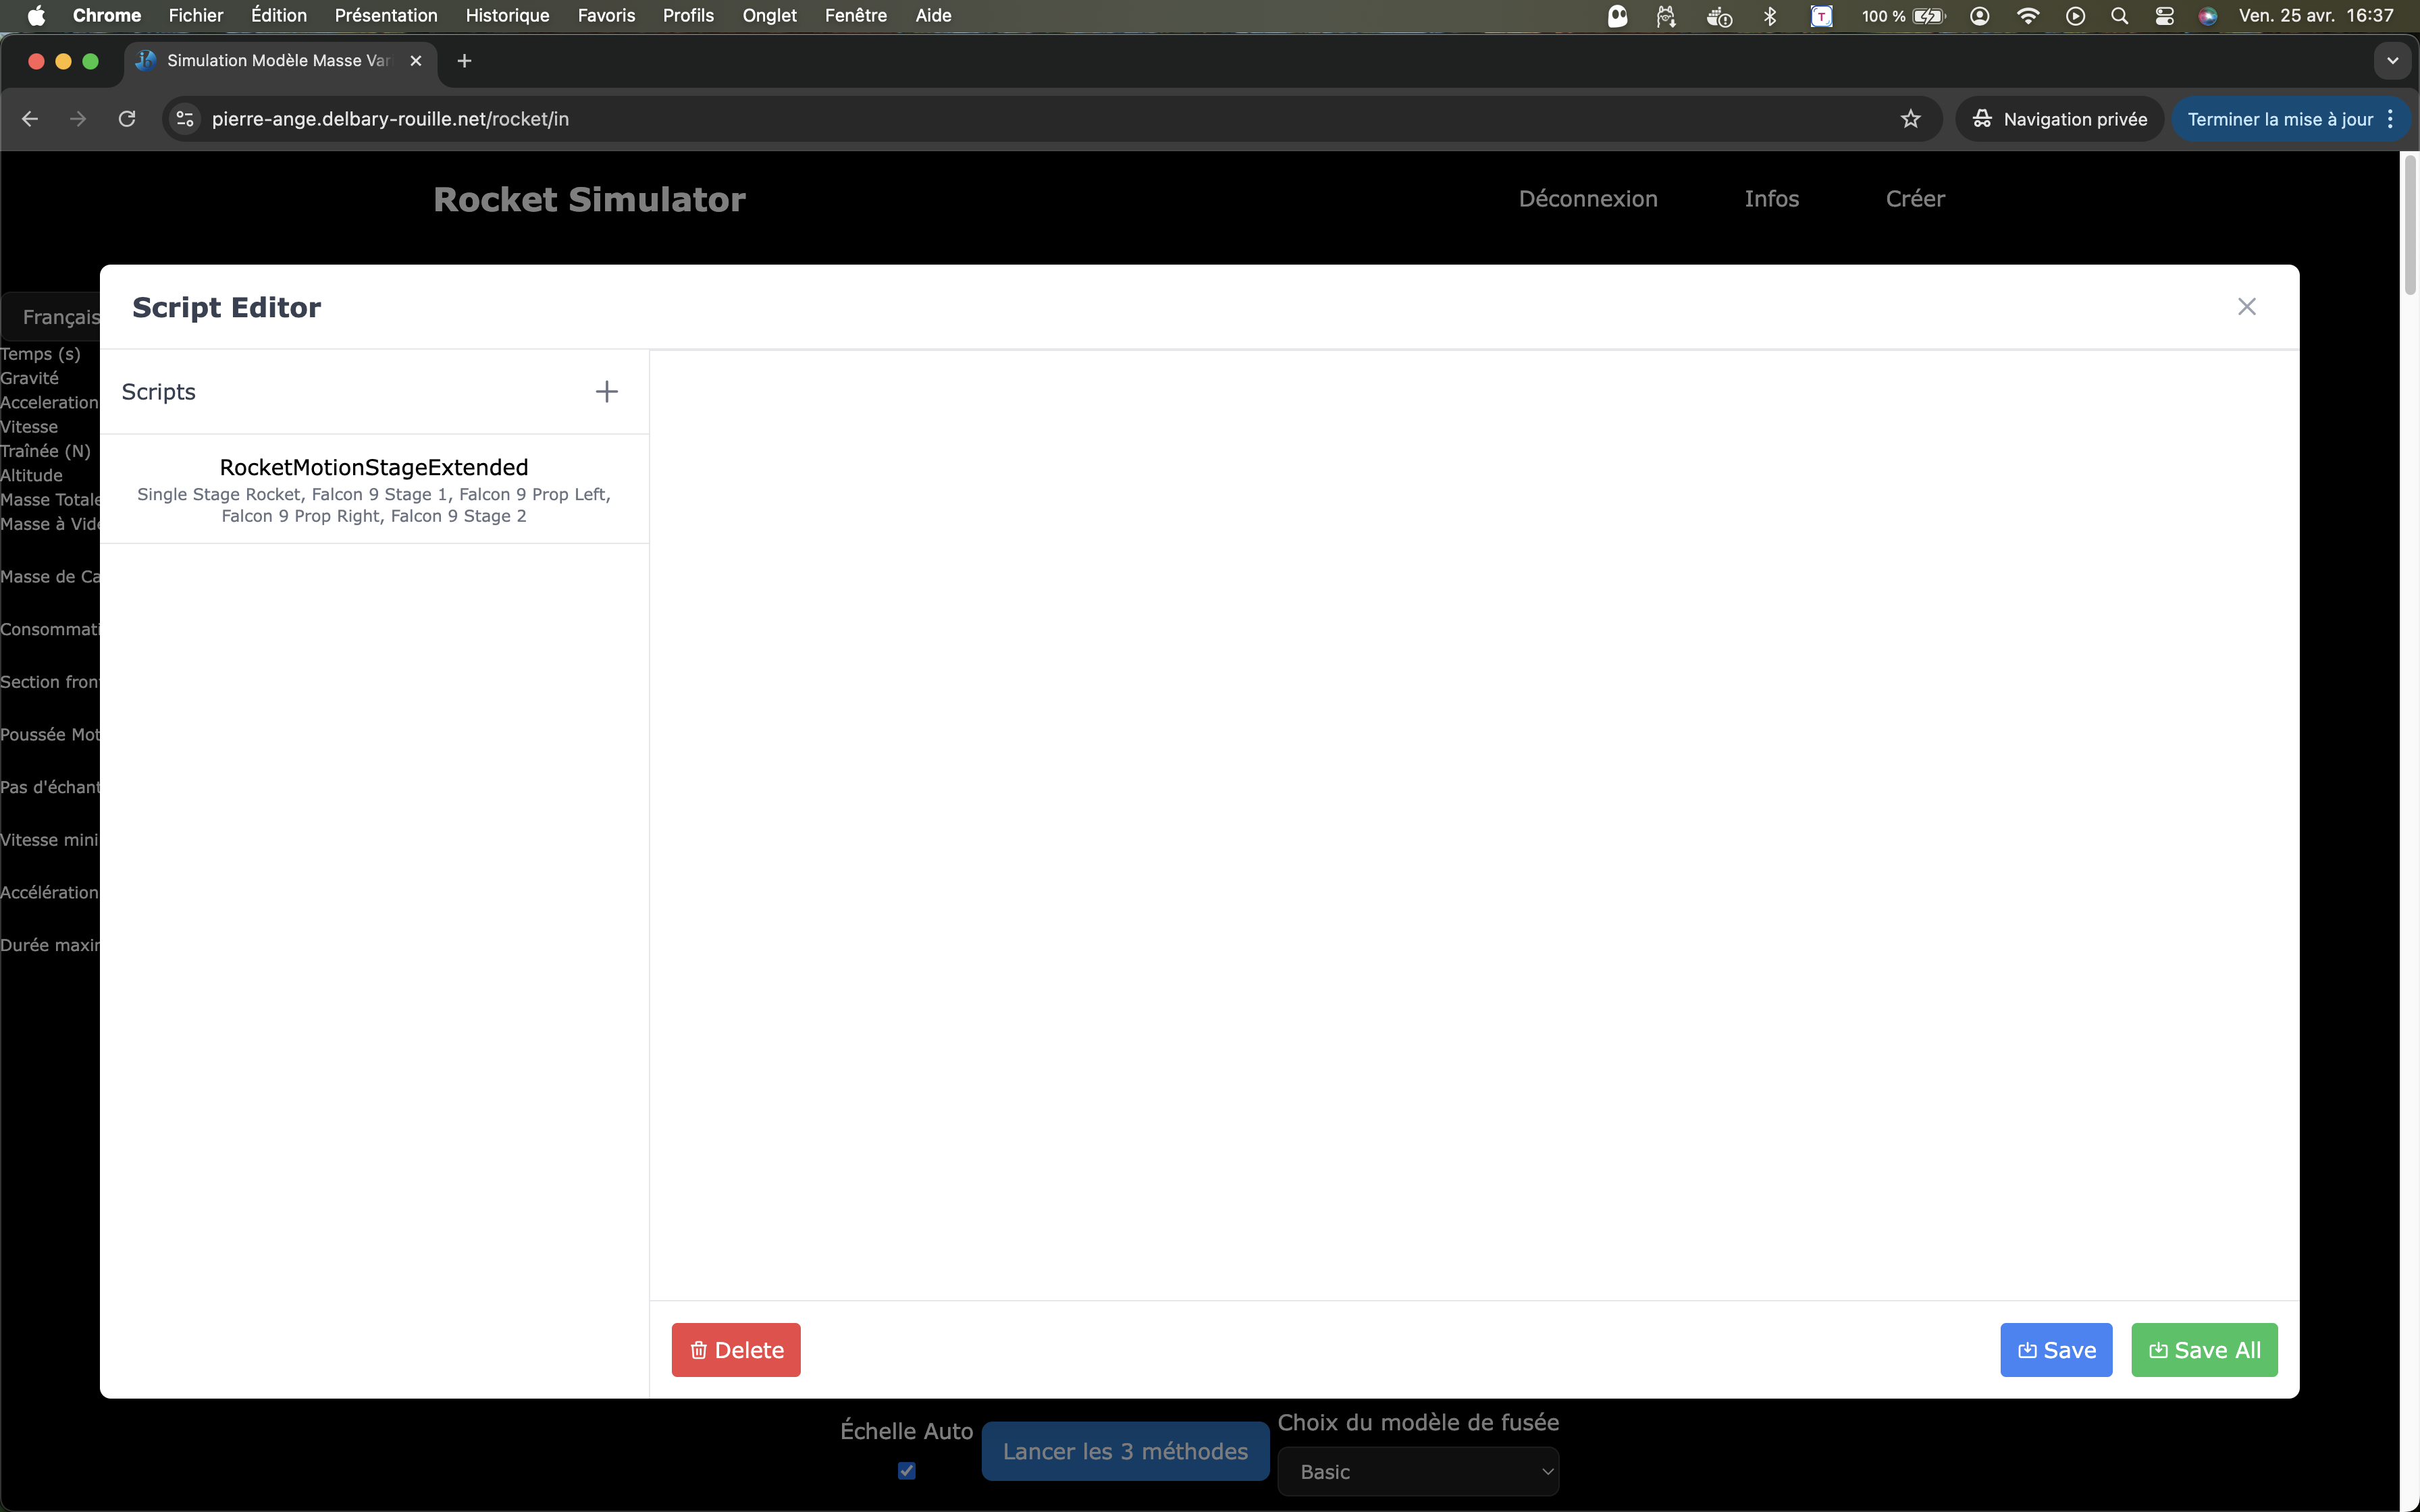 Chrome Fichier Édition Présentation Historique Favoris Profils Onglet Fenêtre Aide T 100 % Ven. 25 avr. 16:37
Simulation Modèle Masse Var
pierre-ange.delbary-rouille.net/rocket/in Navigation privée Terminer la mise à jour
Rocket Simulator Déconnexion Infos Créer
Script Editor
Français
Temps (s)
Gravité
Scripts
Acceleration
Vitesse
Traînée (N)
RocketMotionStageExtended
Altitude
Single Stage Rocket, Falcon 9 Stage 1, Falcon 9 Prop Left,
Masse Totale
Falcon 9 Prop Right, Falcon 9 Stage 2
Masse à Vide
Masse de Ca
Consommati
Section fron
Poussée Mot
Pas d'échant
Vitesse mini
Accélération
Durée maxi
Delete Save Save All
Échelle Auto Lancer les 3 méthodes Choix du modèle de fusée
Basic